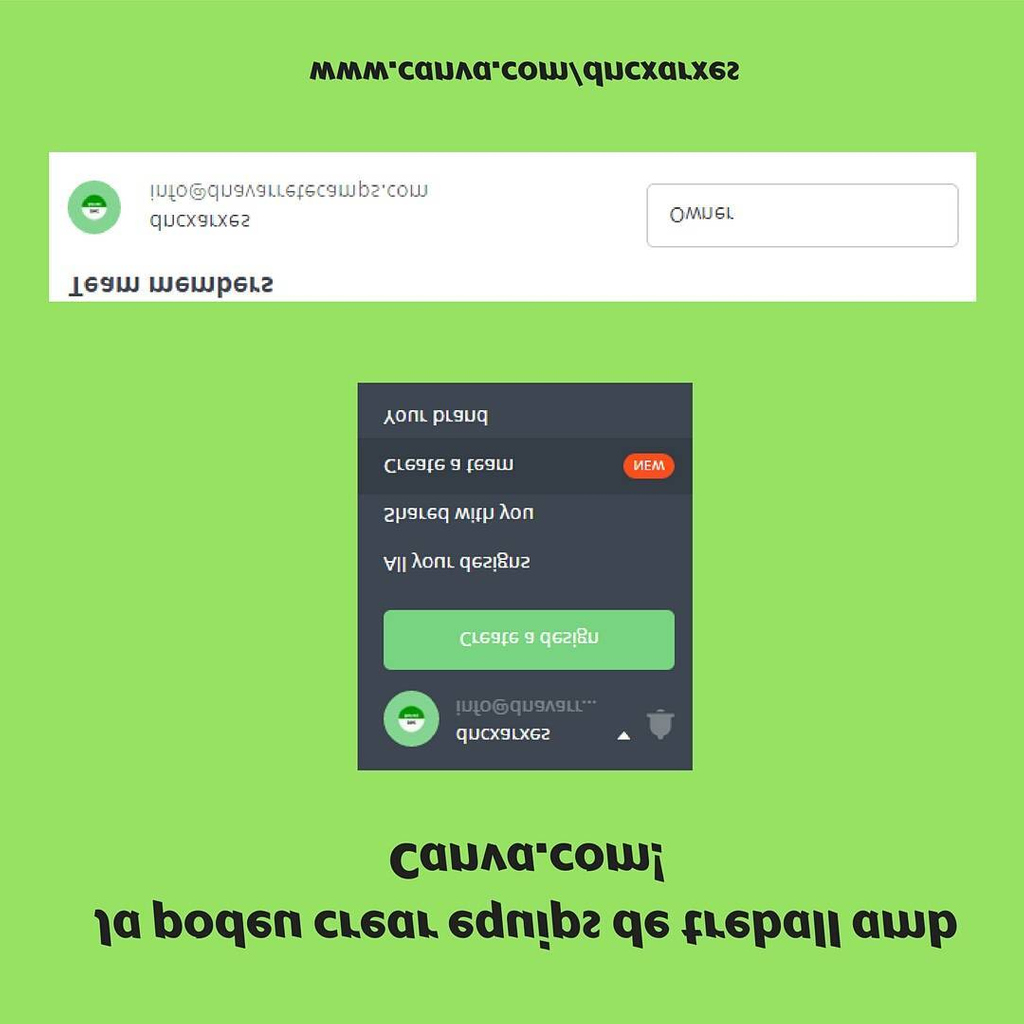 Ja podeu crear equips de treball amb
Canva.com!
dncxarxes
info@dnavarr...
Create a design
All your designs
Shared with you
Create a team NEW
Your brand
Team members
dncxarxes
info@dnavarretecamps.com
Owner
www.canva.com/dncxarxes